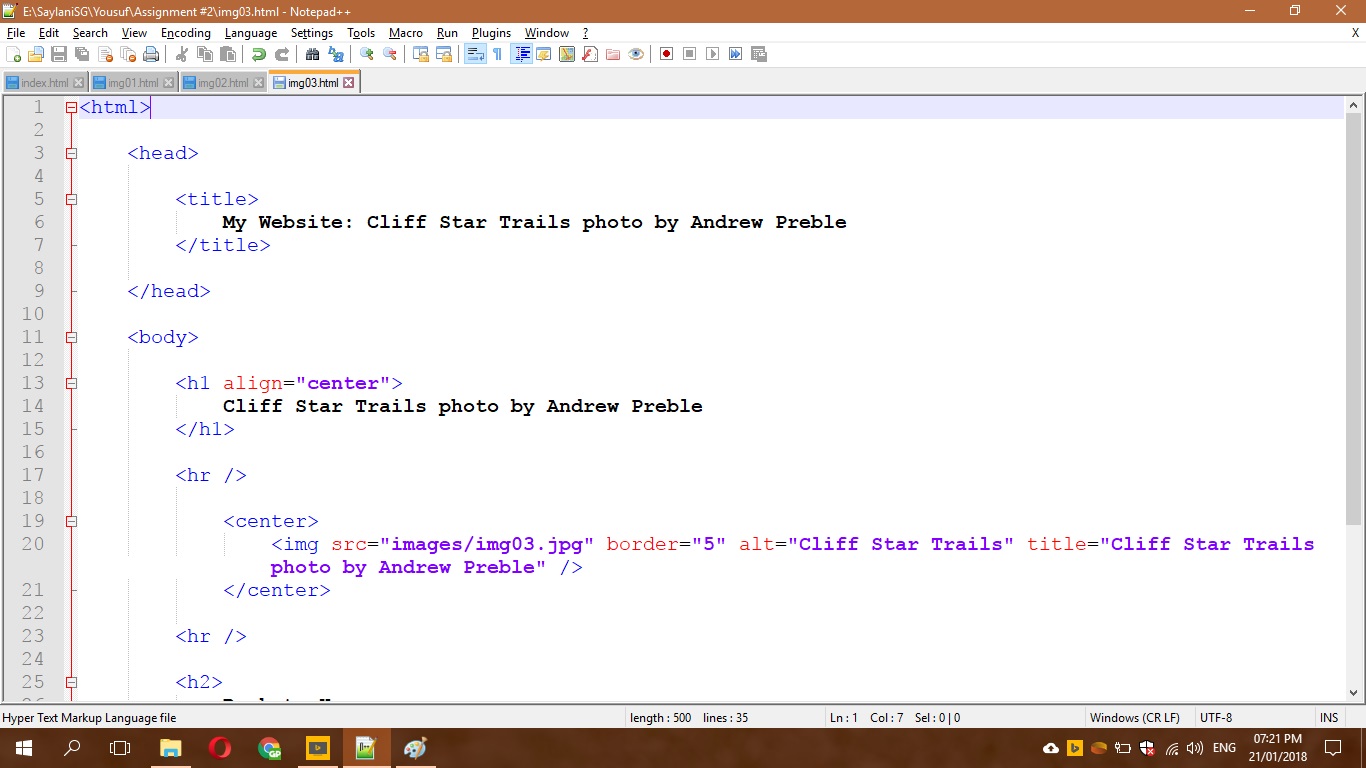 E:\SaylaniSG\Yousuf\Assignment #2\img03.html - Notepad++
File Edit Search View Encoding Language Settings Tools Macro Run Plugins Window ? X
index.html img01.html img02.html img03.html
1 <html>
2
3 <head>
4
5 <title>
6 My Website: Cliff Star Trails photo by Andrew Preble
7 </title>
8
9 </head>
10
11 <body>
12
13 <h1 align="center">
14 Cliff Star Trails photo by Andrew Preble
15 </h1>
16
17 <hr />
18
19 <center>
20 <img src="images/img03.jpg" border="5" alt="Cliff Star Trails" title="Cliff Star Trails
photo by Andrew Preble" />
21 </center>
22
23 <hr />
24
25 <h2>
Hyper Text Markup Language file length : 500 lines : 35 Ln : 1 Col : 7 Sel : 0 | 0 Windows (CR LF) UTF-8 INS
ENG 07:21 PM
21/01/2018